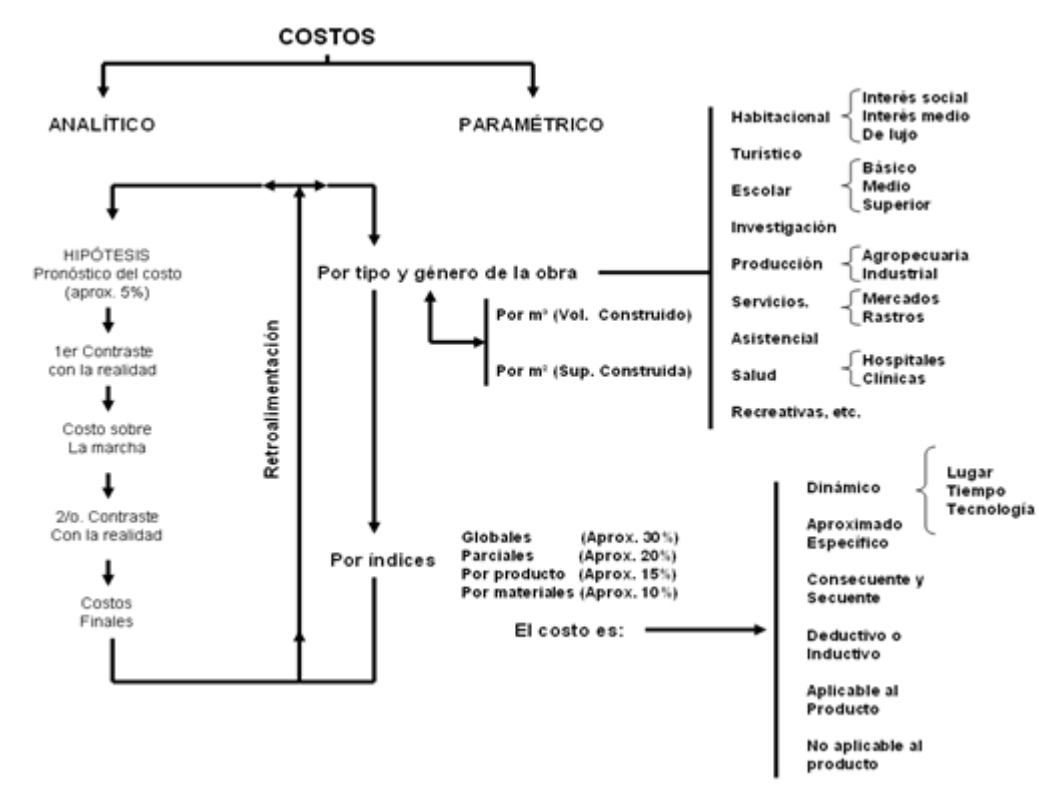 COSTOS
ANALÍTICO
PARAMÉTRICO
HIPÓTESIS
Pronóstico del costo
(aprox. 5%)
1er Contraste
con la realidad
Costo sobre
La marcha
2/o. Contraste
Con la realidad
Costos
Finales
Retroalimentación
Por tipo y género de la obra
Por m³ (Vol. Construido)
Por m² (Sup. Construida)
Por índices
Habitacional
Interés social
Interés medio
De lujo
Turístico
Escolar
Básico
Medio
Superior
Investigación
Producción
Agropecuaria
Industrial
Servicios.
Mercados
Rastros
Asistencial
Salud
Hospitales
Clínicas
Recreativas, etc.
Globales (Aprox. 30%)
Parciales (Aprox. 20%)
Por producto (Aprox. 15%)
Por materiales (Aprox. 10%)
El costo es:
Dinámico
Lugar
Tiempo
Tecnología
Aproximado
Específico
Consecuente y
Secuente
Deductivo o
Inductivo
Aplicable al
Producto
No aplicable al
producto